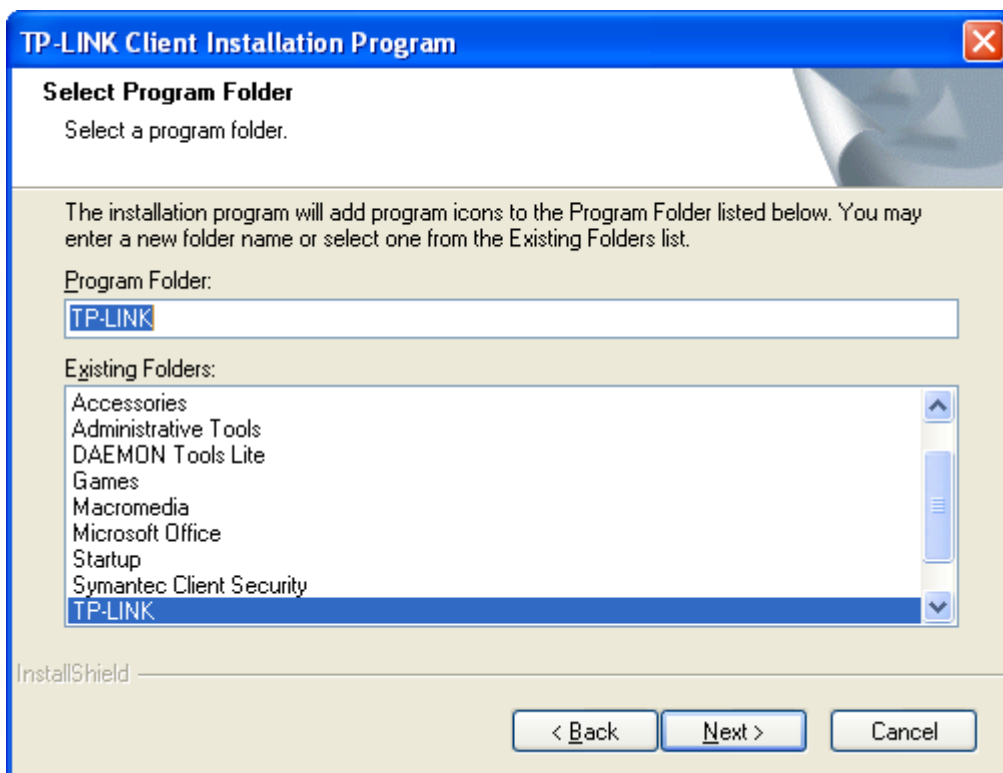 TP-LINK Client Installation Program
Select Program Folder
Select a program folder.
The installation program will add program icons to the Program Folder listed below. You may
enter a new folder name or select one from the Existing Folders list.
Program Folder:
TP-LINK
Existing Folders:
Accessories
Administrative Tools
DAEMON Tools Lite
Games
Macromedia
Microsoft Office
Startup
Symantec Client Security
TP-LINK
InstallShield
< Back
Next >
Cancel